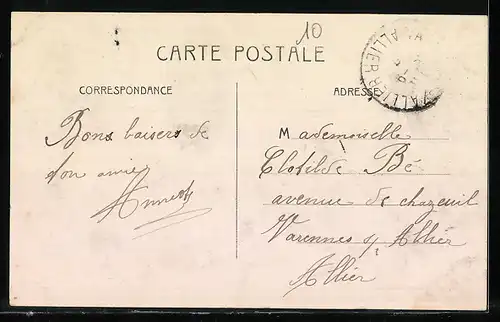 10
CARTE POSTALE
CORRESPONDANCE
ADRESSE
Bons baisers de
ton amie
Mademoiselle
Clotilde Bé
avenue de chazeuil
Varennes s/ Allier
Allier
ALLIER